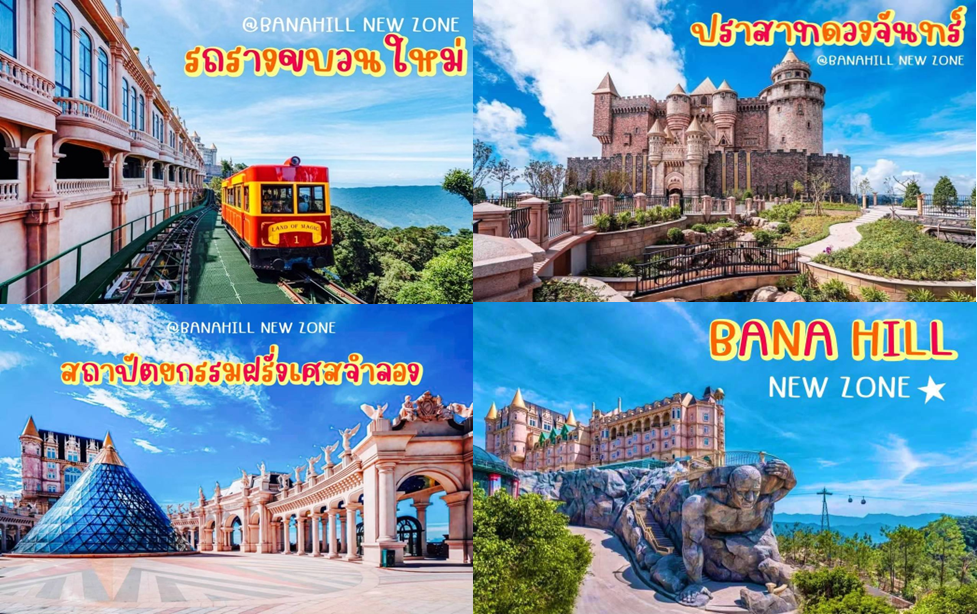 @BANAHILL NEW ZONE
รถรางขบวนใหม่
LAND OF MAGIC
1
ปราสาทดวงจันทร์
@BANAHILL NEW ZONE
@BANAHILL NEW ZONE
สถาปัตยกรรมฝรั่งเศสจำลอง
BANA HILL
NEW ZONE